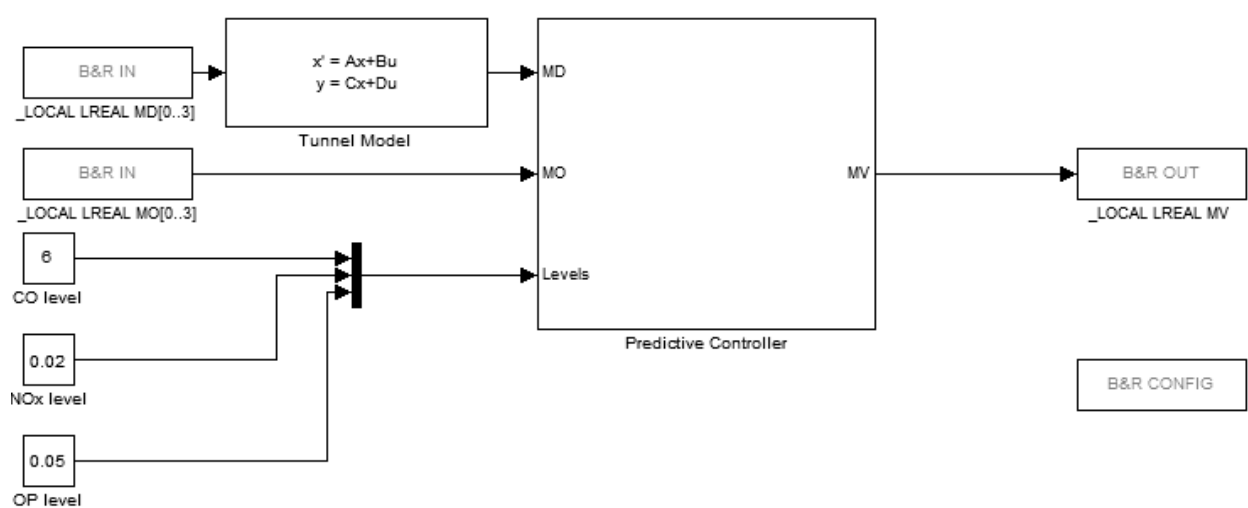 B&R IN
_LOCAL LREAL MD[0..3]
x' = Ax+Bu
y = Cx+Du
Tunnel Model
B&R IN
_LOCAL LREAL MO[0..3]
6
CO level
0.02
NOx level
0.05
OP level
MD
MO
Levels
MV
Predictive Controller
B&R OUT
_LOCAL LREAL MV
B&R CONFIG